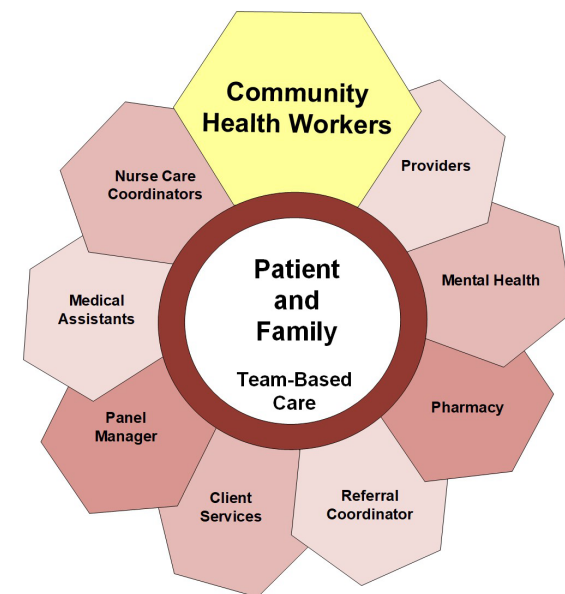 Community
Health Workers
Providers
Nurse Care
Coordinators
Mental Health
Patient
and
Family
Team-Based
Care
Medical
Assistants
Pharmacy
Panel
Manager
Client
Services
Referral
Coordinator